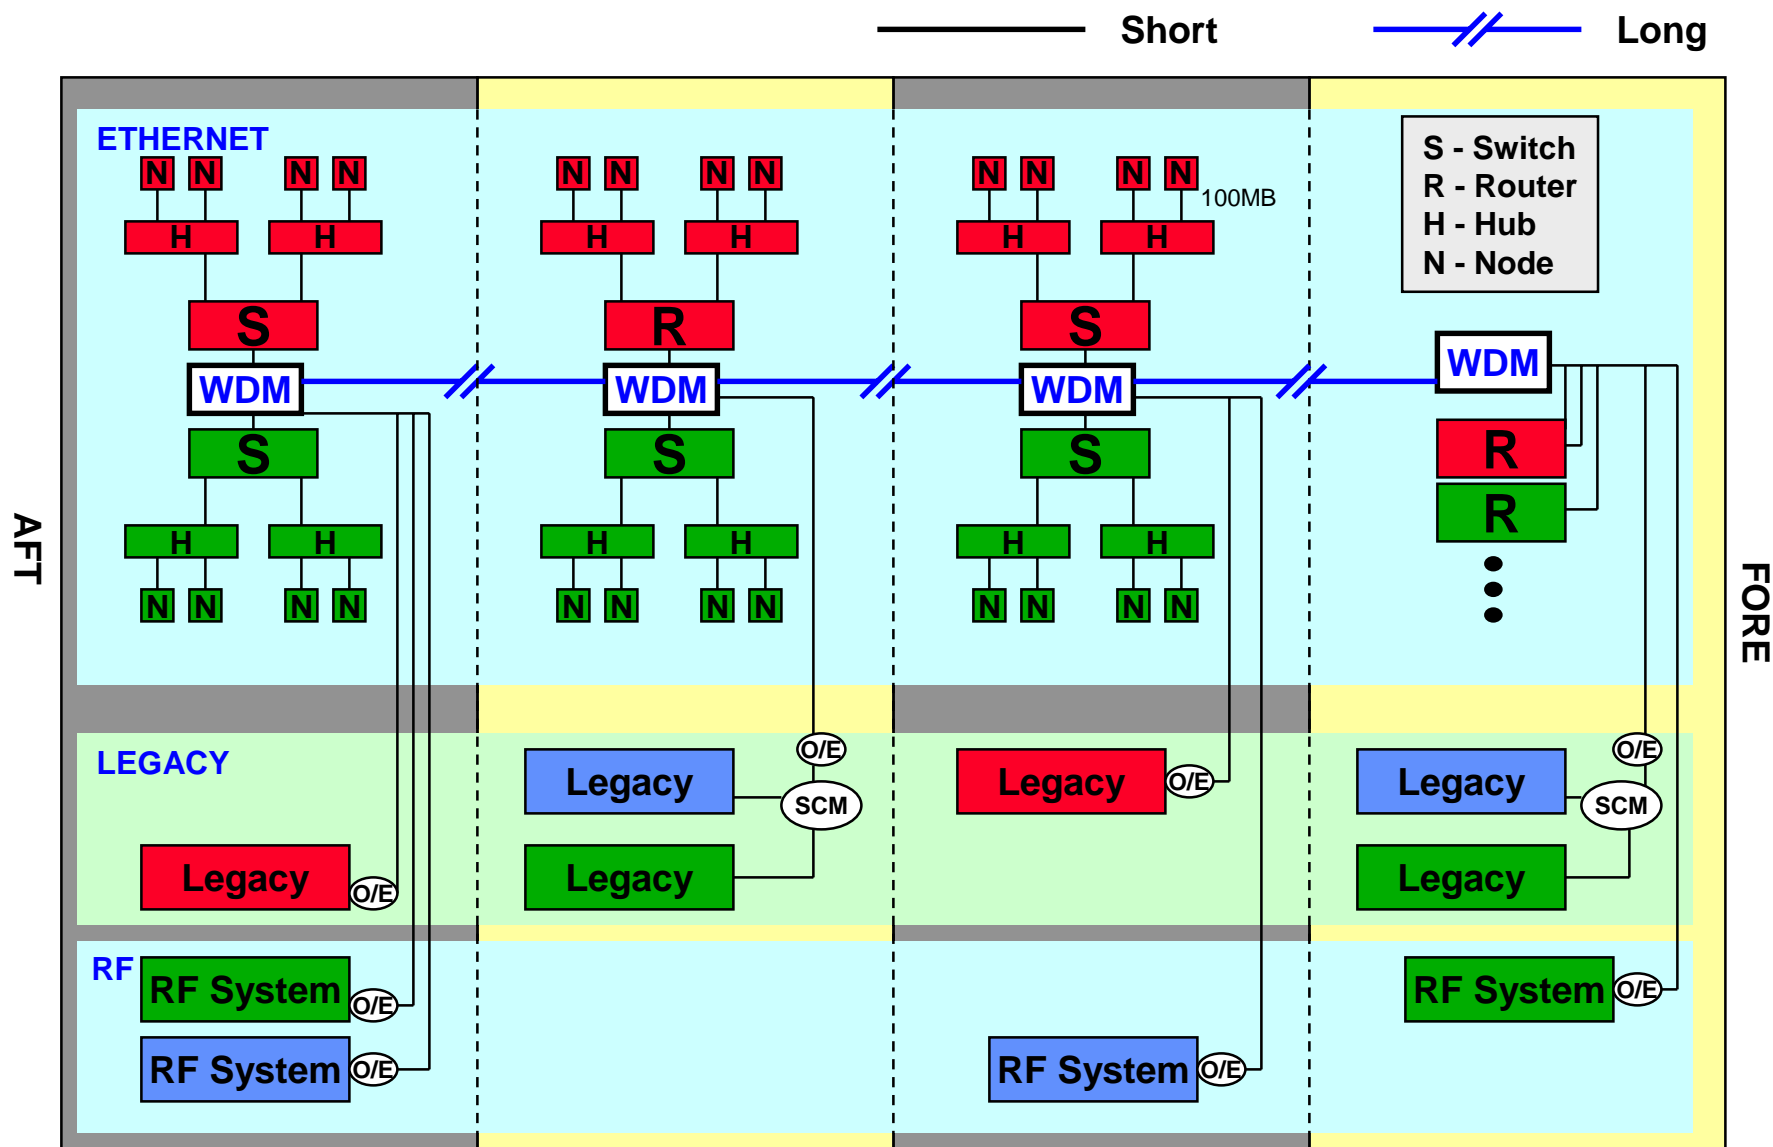 Short Long
ETHERNET
S - Switch
R - Router
H - Hub
N - Node
N N N N N N N N N N N N
100MB
H H H H H H
S R S
WDM WDM WDM WDM
S S S R
R
H H H H H H
N N N N N N N N N N N N
AFT
FORE
LEGACY
O/E O/E
Legacy Legacy O/E Legacy
SCM SCM
Legacy O/E Legacy Legacy
RF
RF System O/E RF System O/E
RF System O/E RF System O/E